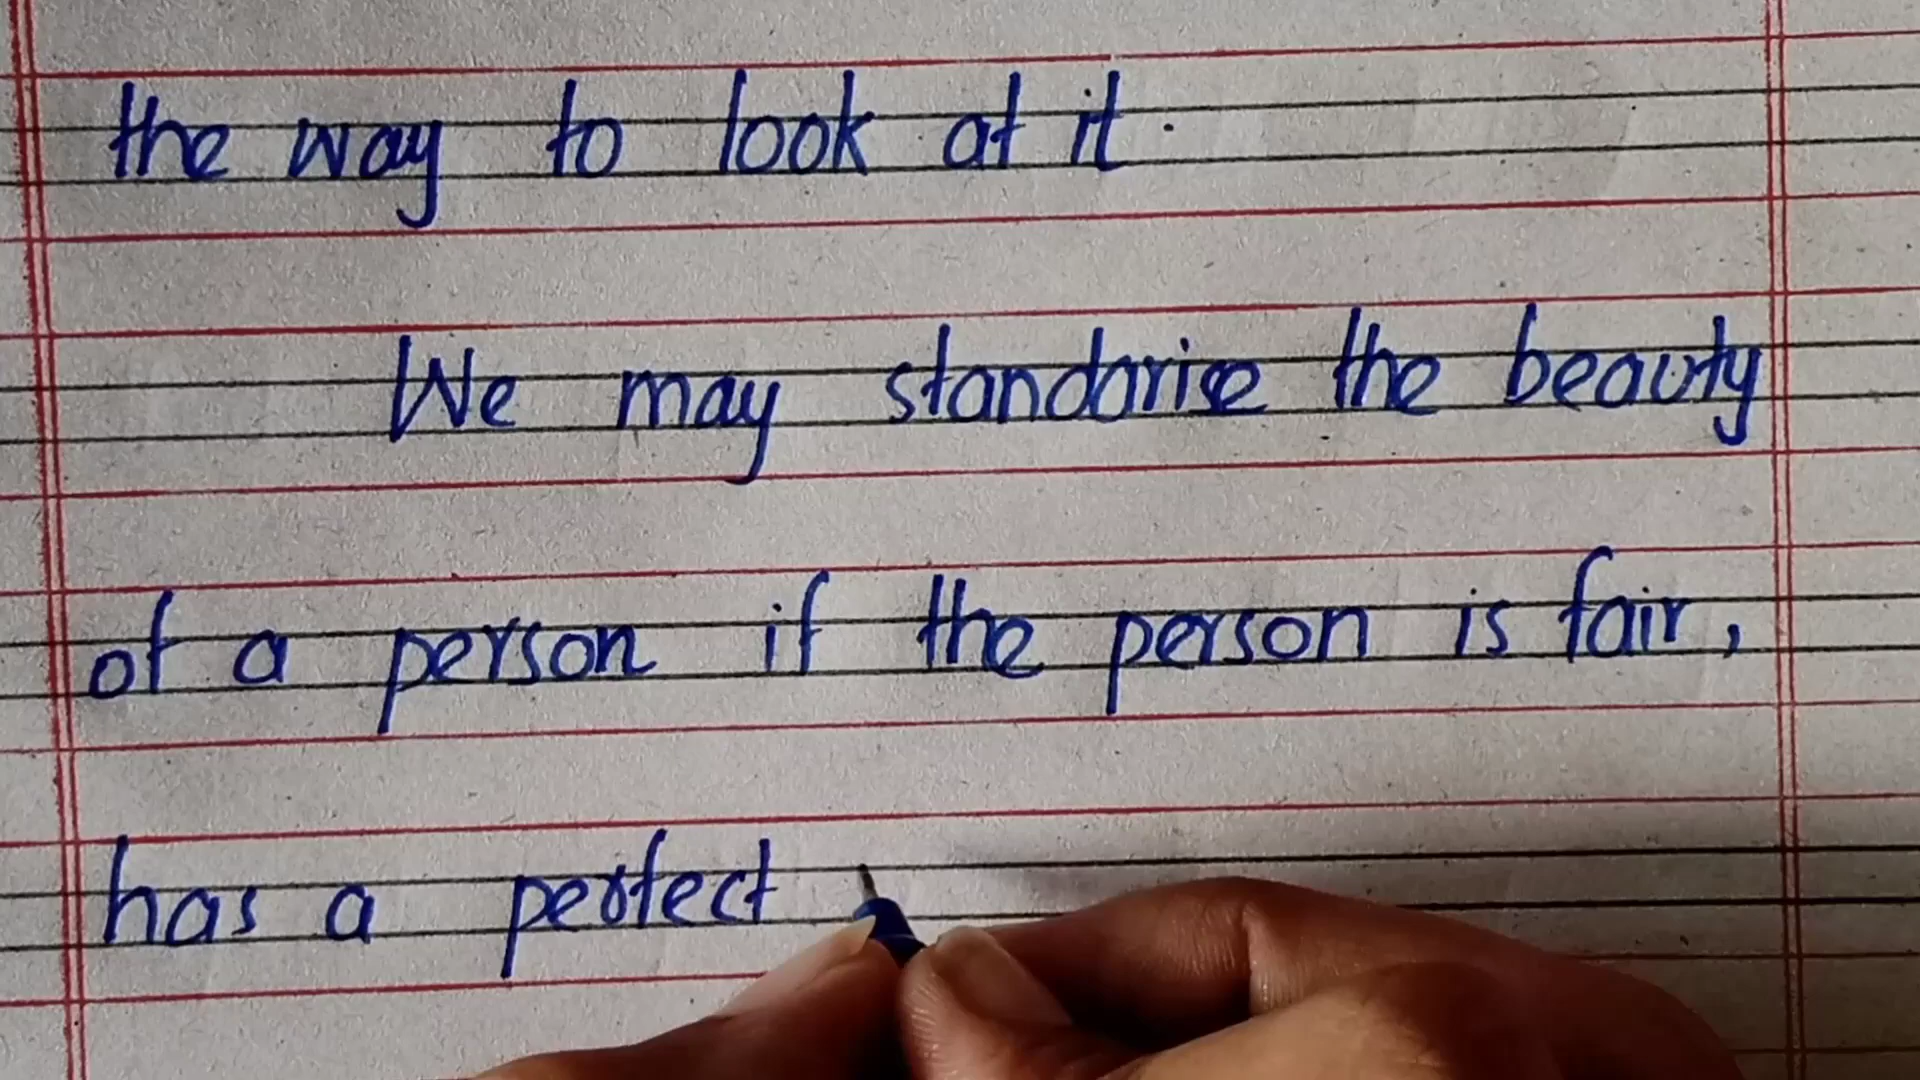 the way to look at it.
We may standarise the beauty
of a person if the person is fair,
has a perfect